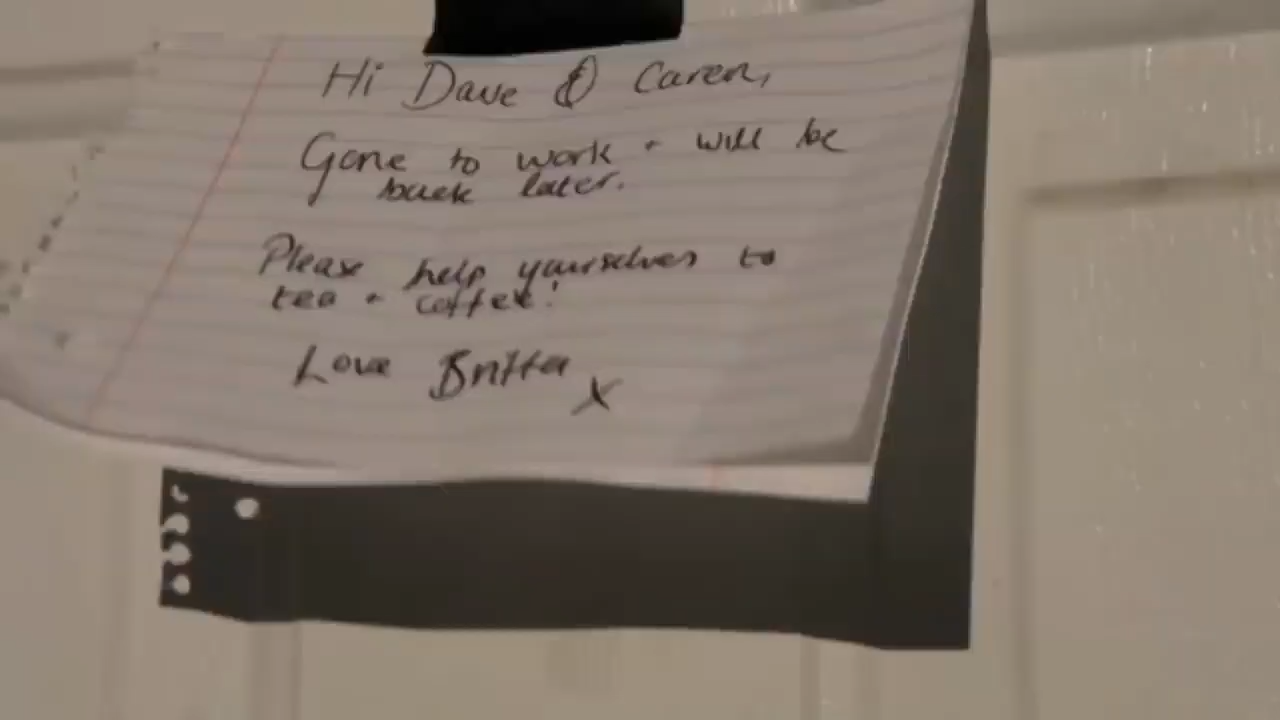 Hi Dave & Caren,
Gone to work + will be
back later.
Please help yourselves to
tea + coffee!
Love Britta
x